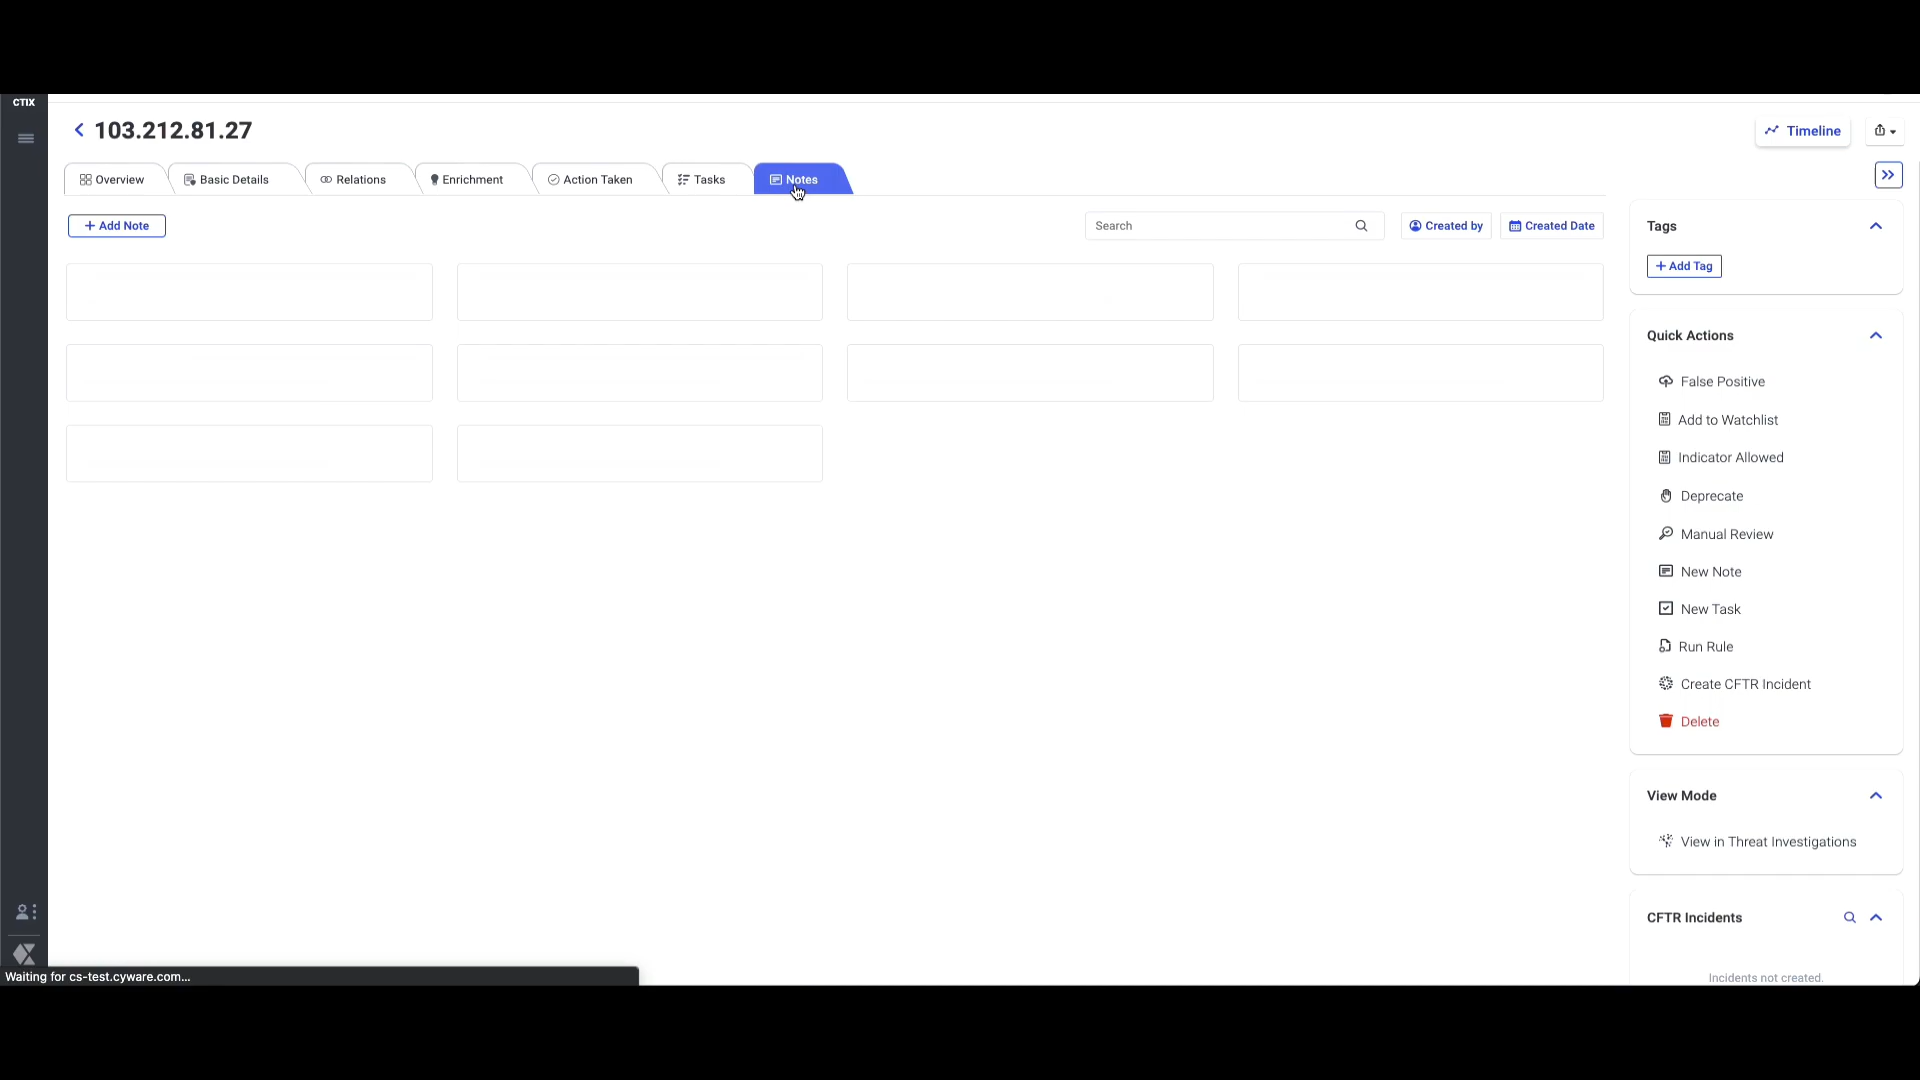 CTIX
103.212.81.27
Timeline
Overview
Basic Details
Relations
Enrichment
Action Taken
Tasks
Notes
+ Add Note
Search
Created by
Created Date
Tags
+ Add Tag
Quick Actions
False Positive
Add to Watchlist
Indicator Allowed
Deprecate
Manual Review
New Note
New Task
Run Rule
Create CFTR Incident
Delete
View Mode
View in Threat Investigations
CFTR Incidents
Incidents not created.
Waiting for cs-test.cyware.com...